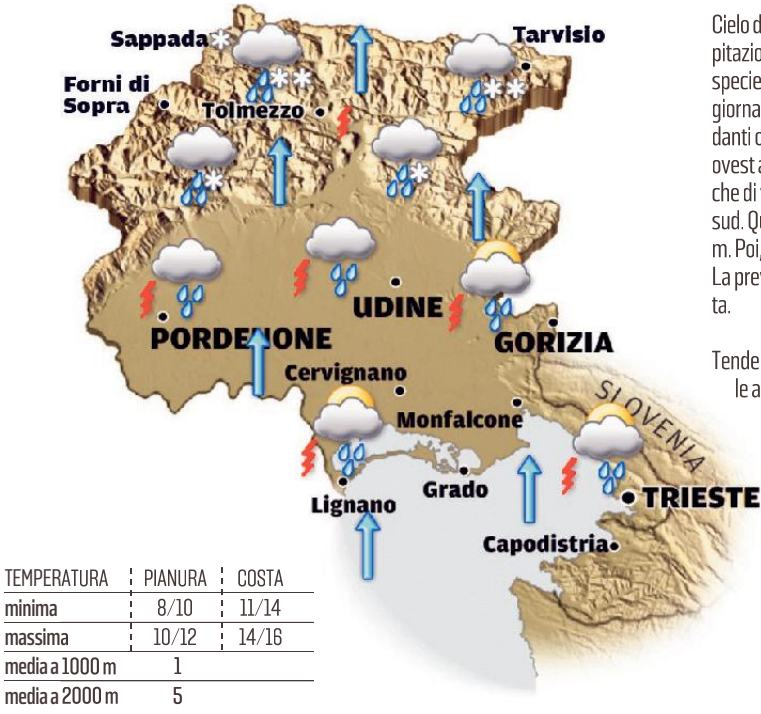 Sappada
Tarvisio
Forni di
Sopra
Tolmezzo
UDINE
PORDENONE
GORIZIA
Cervignano
Monfalcone
SLOVENIA
Lignano
Grado
TRIESTE
Capodistria
TEMPERATURA PIANURA COSTA
minima 8/10 11/14
massima 10/12 14/16
media a 1000 m 1
media a 2000 m 5
Cielo
specie
giorna
danti
ovest a
che di
sud. Qu
m. Poi,
La prev
ta.
Tende
le a